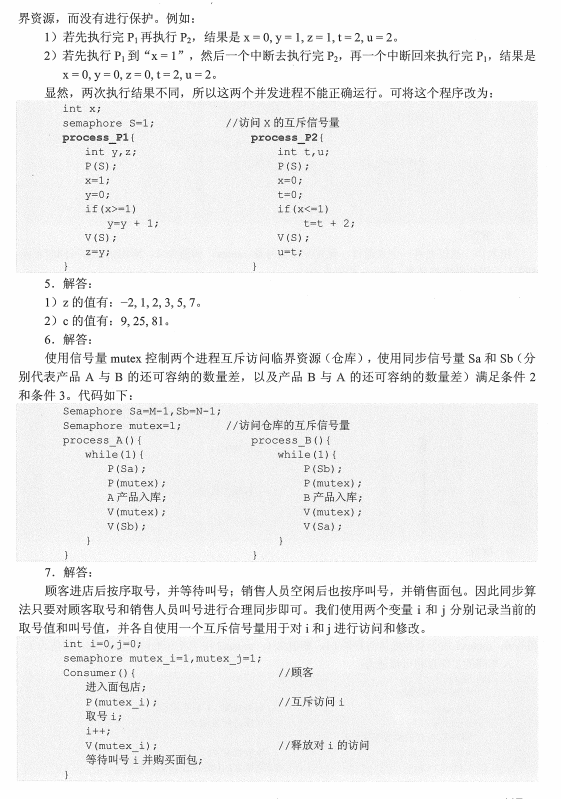 界资源，而没有进行保护。例如：
1）若先执行完 P₁ 再执行 P₂，结果是 x = 0, y = 1, z = 1, t = 2, u = 2。
2）若先执行 P₁ 到“x = 1”，然后一个中断去执行完 P₂，再一个中断回来执行完 P₁，结果是
x = 0, y = 0, z = 0, t = 2, u = 2。
显然，两次执行结果不同，所以这两个并发进程不能正确运行。可将这个程序改为：
int x;
semaphore S=1; //访问 X 的互斥信号量
process_P1{ process_P2{
int y,z; int t,u;
P(S); P(S);
x=1; x=0;
y=0; t=0;
if(x>=1) if(x<=1)
y=y + 1; t=t + 2;
V(S); V(S);
z=y; u=t;
} }
5．解答：
1）z 的值有：−2, 1, 2, 3, 5, 7。
2）c 的值有：9, 25, 81。
6．解答：
使用信号量 mutex 控制两个进程互斥访问临界资源（仓库），使用同步信号量 Sa 和 Sb（分
别代表产品 A 与 B 的还可容纳的数量差，以及产品 B 与 A 的还可容纳的数量差）满足条件 2
和条件 3。代码如下：
Semaphore Sa=M-1,Sb=N-1;
Semaphore mutex=1; //访问仓库的互斥信号量
process_A(){ process_B(){
while(1){ while(1){
P(Sa); P(Sb);
P(mutex); P(mutex);
A 产品入库; B 产品入库;
V(mutex); V(mutex);
V(Sb); V(Sa);
} }
} }
7．解答：
顾客进店后按序取号，并等待叫号；销售人员空闲后也按序叫号，并销售面包。因此同步算
法只要对顾客取号和销售人员叫号进行合理同步即可。我们使用两个变量 i 和 j 分别记录当前的
取号值和叫号值，并各自使用一个互斥信号量用于对 i 和 j 进行访问和修改。
int i=0,j=0;
semaphore mutex_i=1,mutex_j=1;
Consumer(){ //顾客
进入面包店;
P(mutex_i); //互斥访问 i
取号 i;
i++;
V(mutex_i); //释放对 i 的访问
等待叫号 i 并购买面包;
}